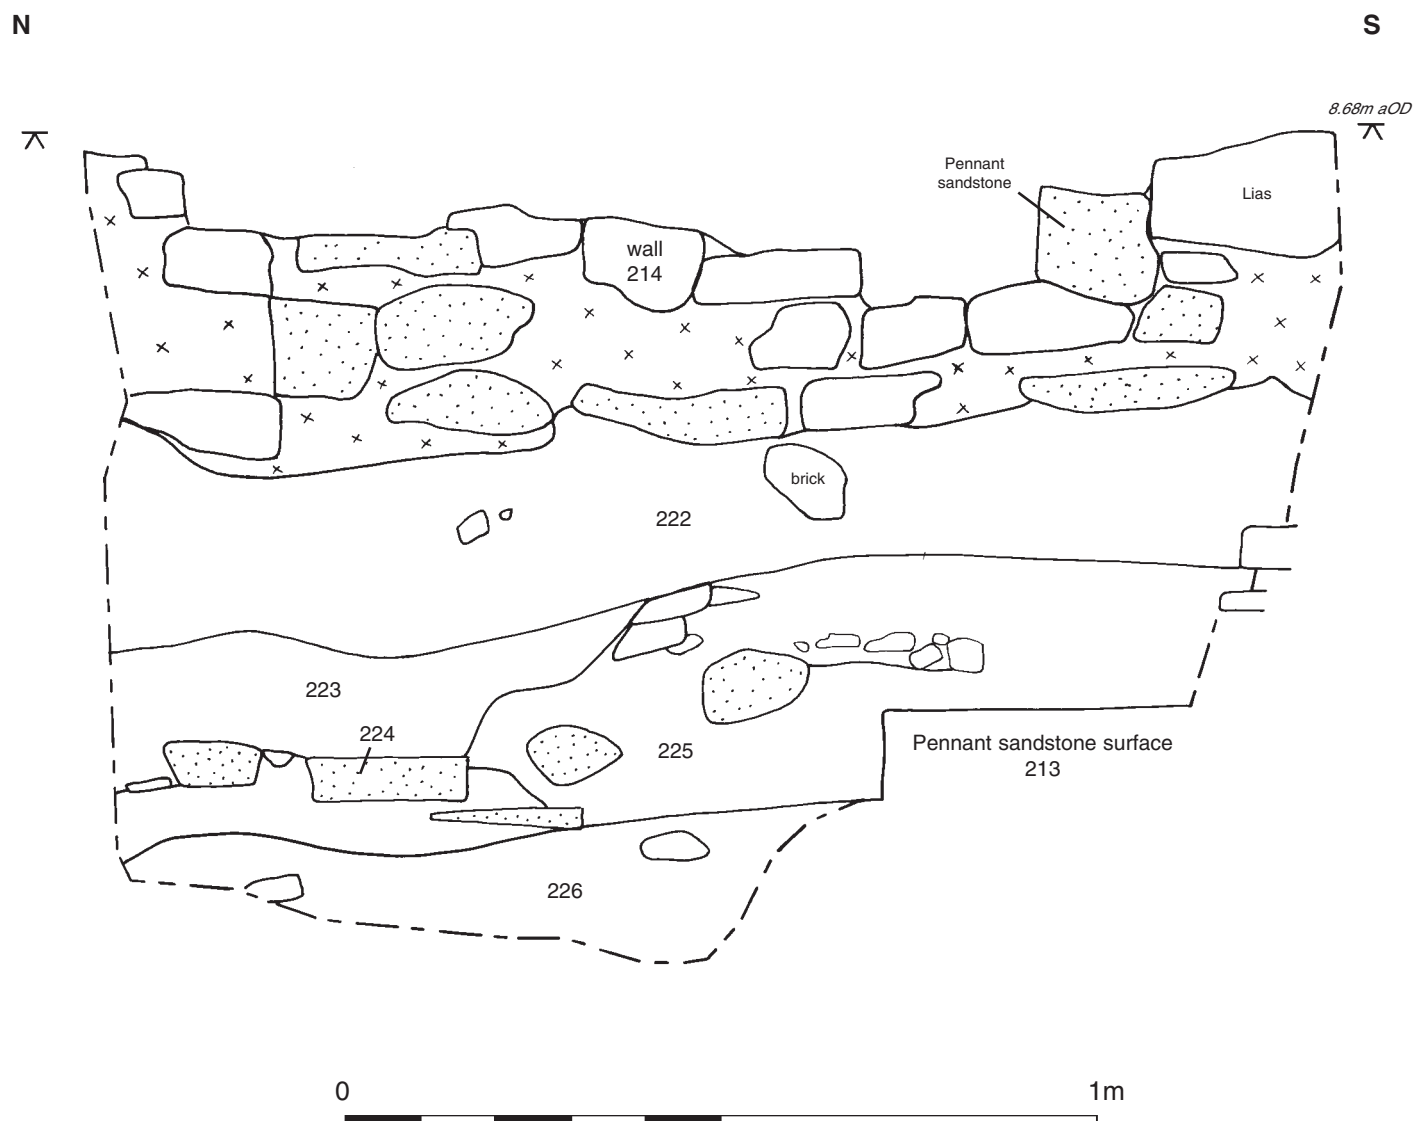 N
S
8.68m aOD
Pennant
sandstone
Lias
wall
214
brick
222
223
224
225
Pennant sandstone surface
213
226
0
1m